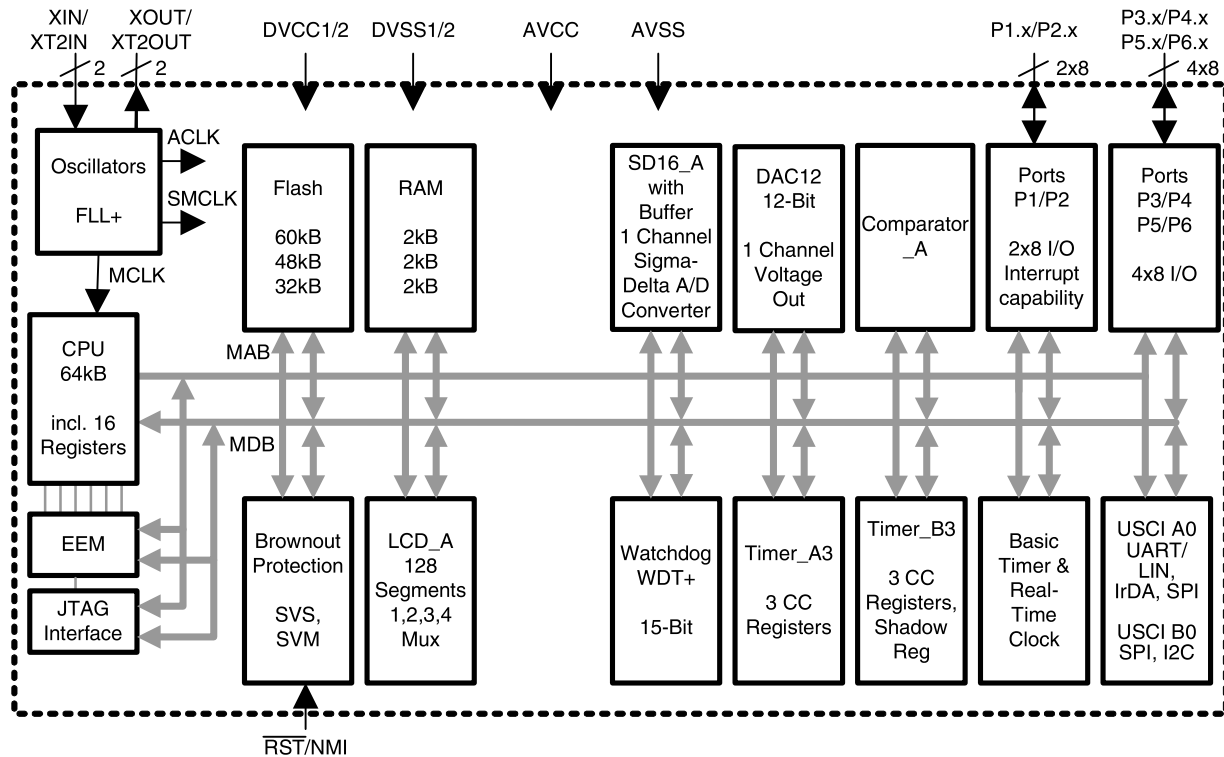 XIN/
XT2IN
XOUT/
XT2OUT
DVCC1/2
DVSS1/2
AVCC
AVSS
P1.x/P2.x
P3.x/P4.x
P5.x/P6.x
2
2
2x8
4x8
Oscillators
FLL+
ACLK
SMCLK
MCLK
Flash
60kB
48kB
32kB
RAM
2kB
2kB
2kB
SD16_A
with
Buffer
1 Channel
Sigma-
Delta A/D
Converter
DAC12
12-Bit
1 Channel
Voltage
Out
Comparator
_A
Ports
P1/P2
2x8 I/O
Interrupt
capability
Ports
P3/P4
P5/P6
4x8 I/O
CPU
64kB
incl. 16
Registers
MAB
MDB
EEM
JTAG
Interface
Brownout
Protection
SVS,
SVM
LCD_A
128
Segments
1,2,3,4
Mux
Watchdog
WDT+
15-Bit
Timer_A3
3 CC
Registers
Timer_B3
3 CC
Registers,
Shadow
Reg
Basic
Timer &
Real-
Time
Clock
USCI A0
UART/
LIN,
IrDA, SPI
USCI B0
SPI, I2C
RST/NMI